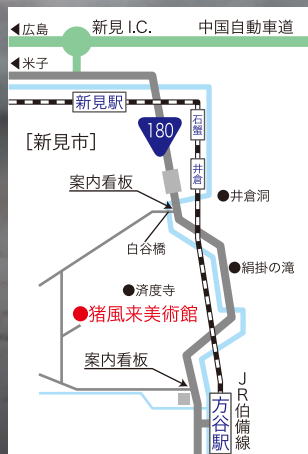 ◀広島
新見 I.C.
中国自動車道
◀米子
新見駅
石蟹
[新見市]
180
井倉
案内看板
井倉洞
白谷橋
絹掛の滝
済度寺
猪風来美術館
案内看板
方谷駅
JR伯備線